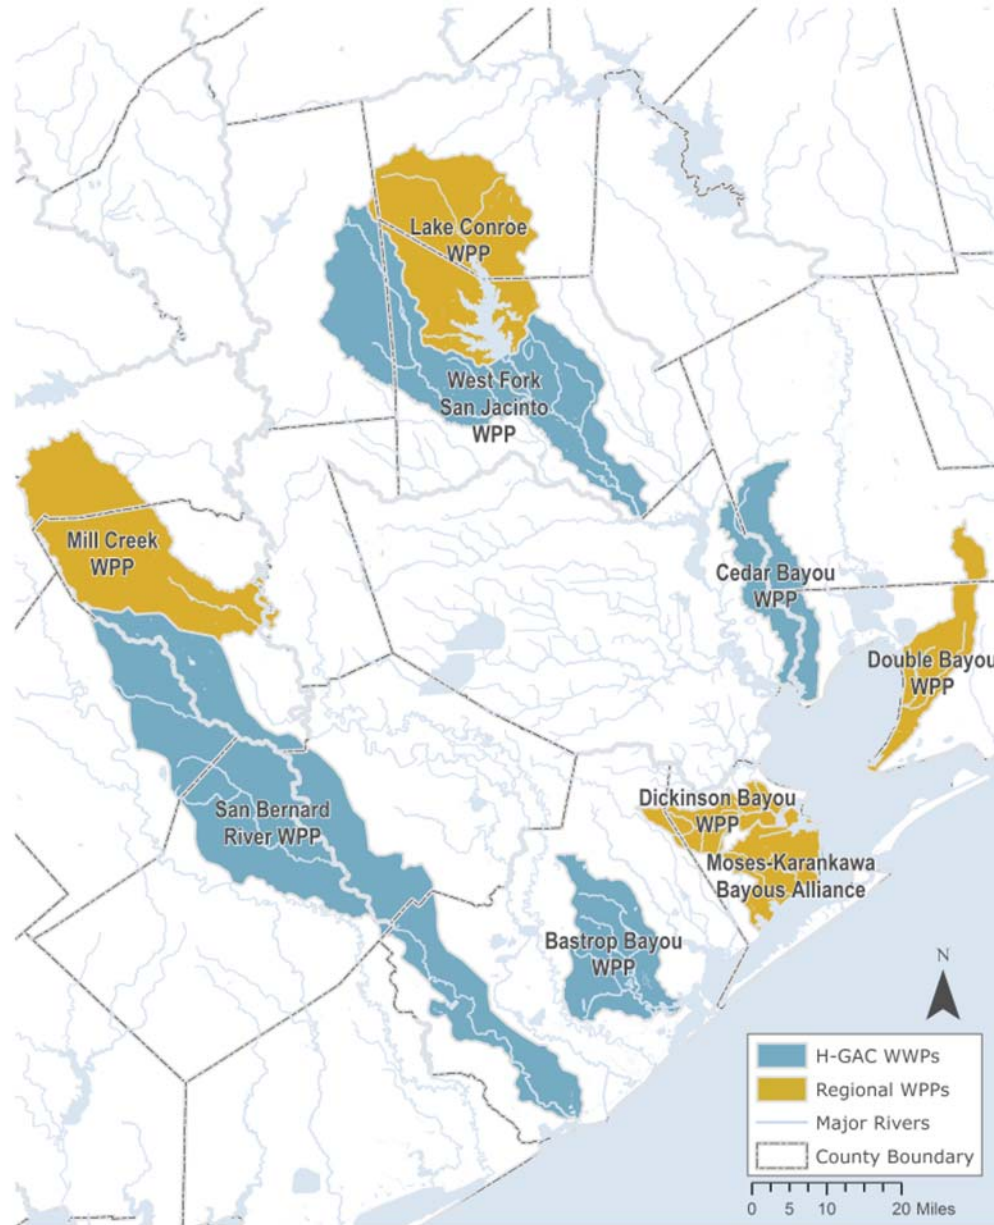 Lake Conroe
WPP
West Fork
San Jacinto
WPP
Mill Creek
WPP
Cedar Bayou
WPP
Double Bayou
WPP
San Bernard
River WPP
Dickinson Bayou
WPP
Moses-Karankawa
Bayous Alliance
Bastrop Bayou
WPP
N
H-GAC WWPs
Regional WPPs
Major Rivers
County Boundary
0 5 10 20 Miles